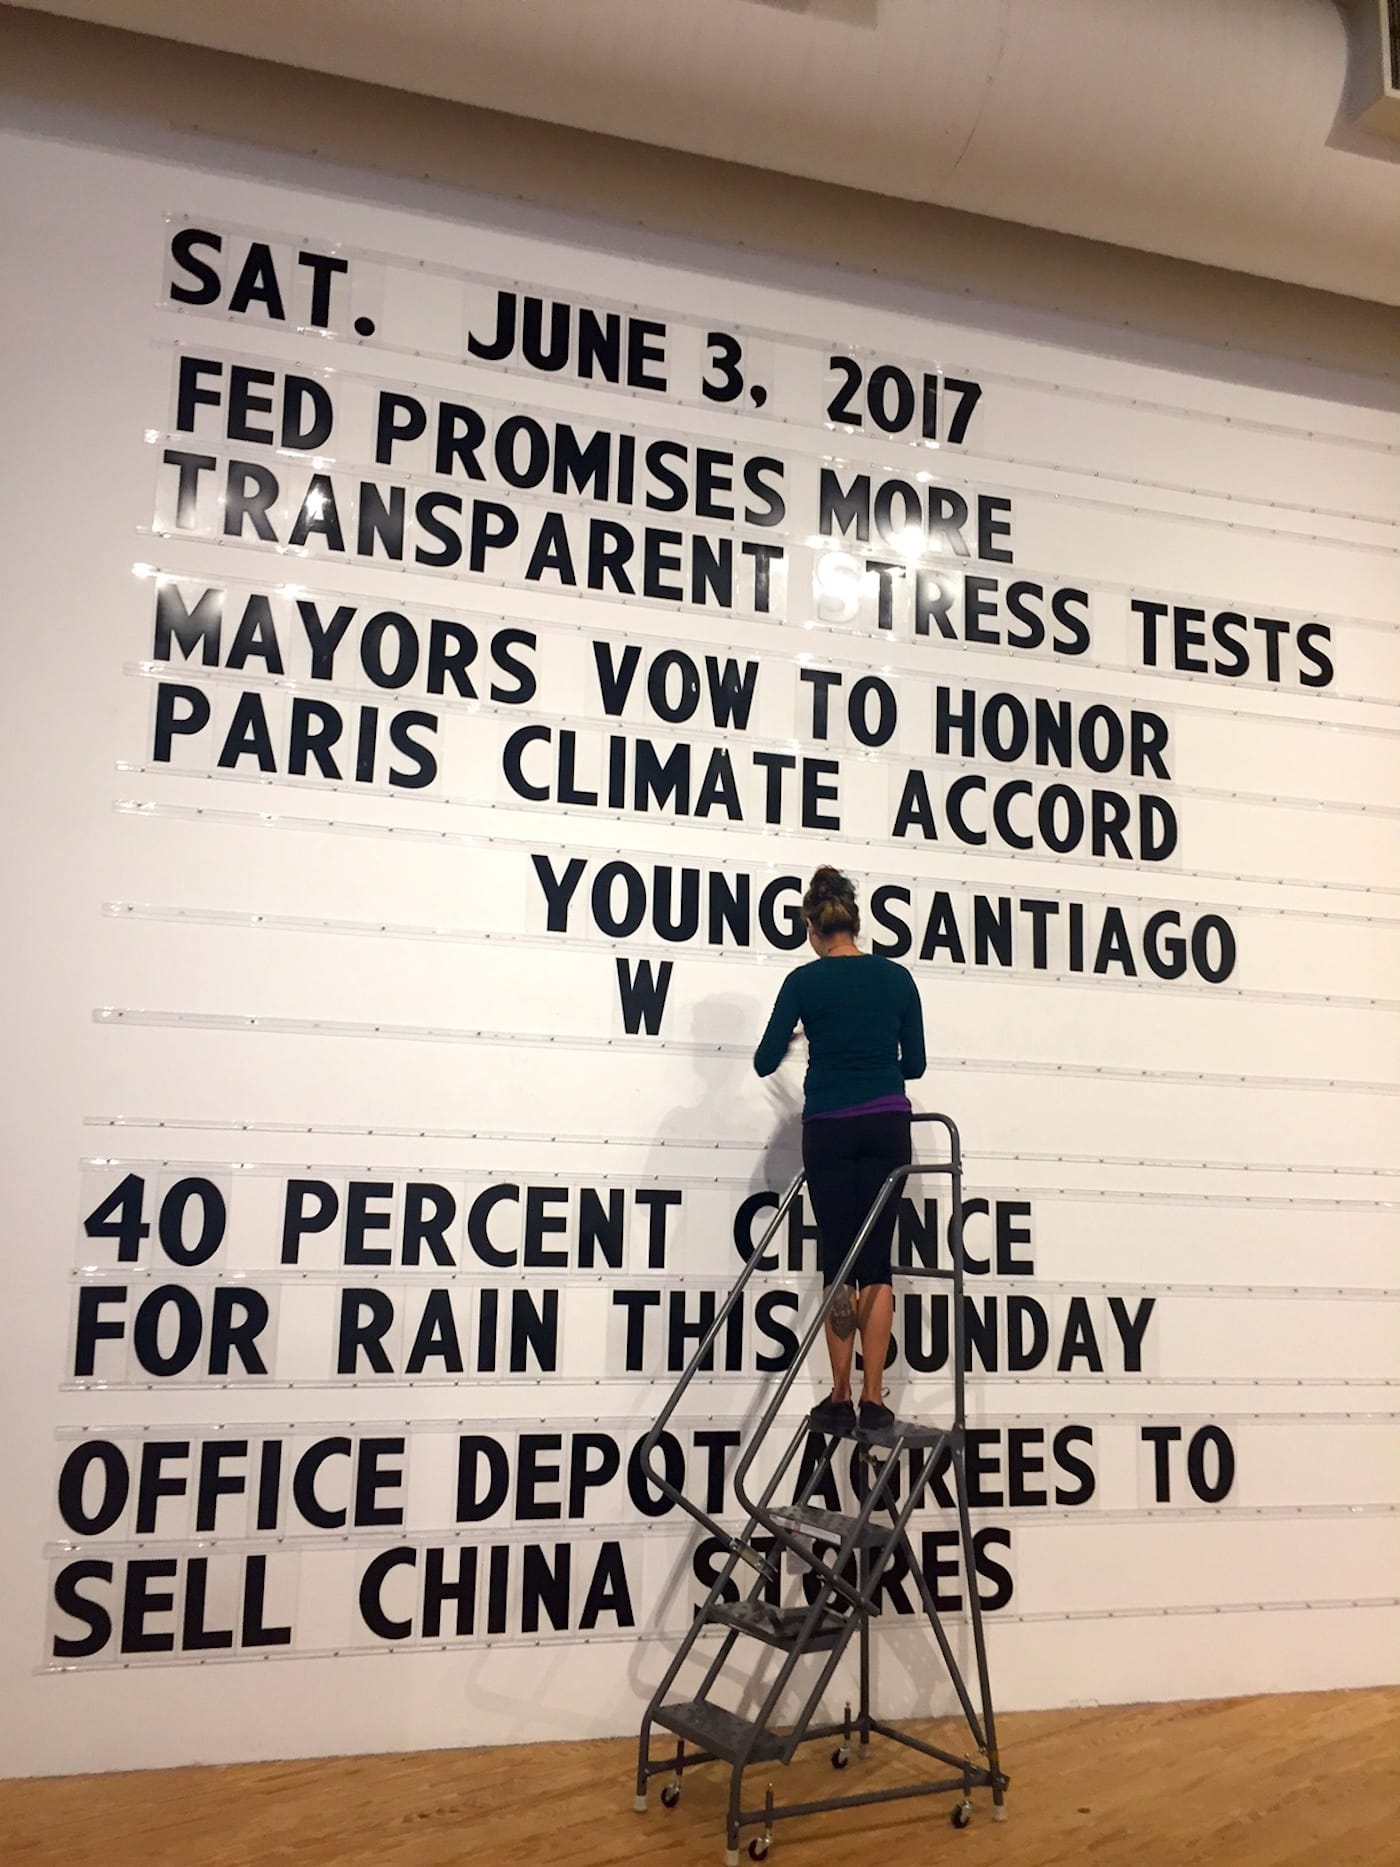 SAT. JUNE 3, 2017
FED PROMISES MORE
TRANSPARENT STRESS TESTS
MAYORS VOW TO HONOR
PARIS CLIMATE ACCORD
YOUNG SANTIAGO
W
40 PERCENT CHANCE
FOR RAIN THIS SUNDAY
OFFICE DEPOT AGREES TO
SELL CHINA STORES